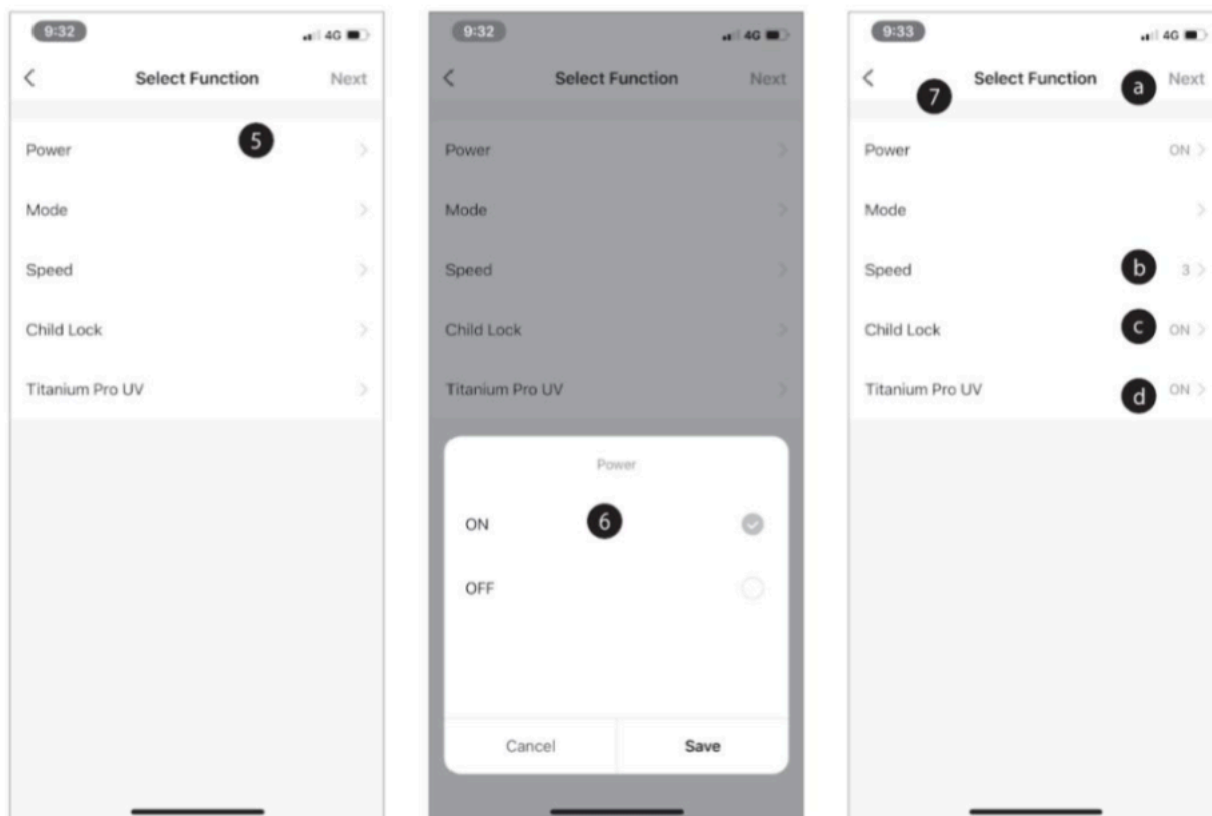 9:32
4G
Select Function
Next
5
Power
Mode
Speed
Child Lock
Titanium Pro UV
9:32
4G
Select Function
Next
Power
Mode
Speed
Child Lock
Titanium Pro UV
Power
ON
6
OFF
Cancel
Save
9:33
4G
7
Select Function
a
Next
Power
ON
Mode
Speed
b
3
Child Lock
c
ON
Titanium Pro UV
d
ON